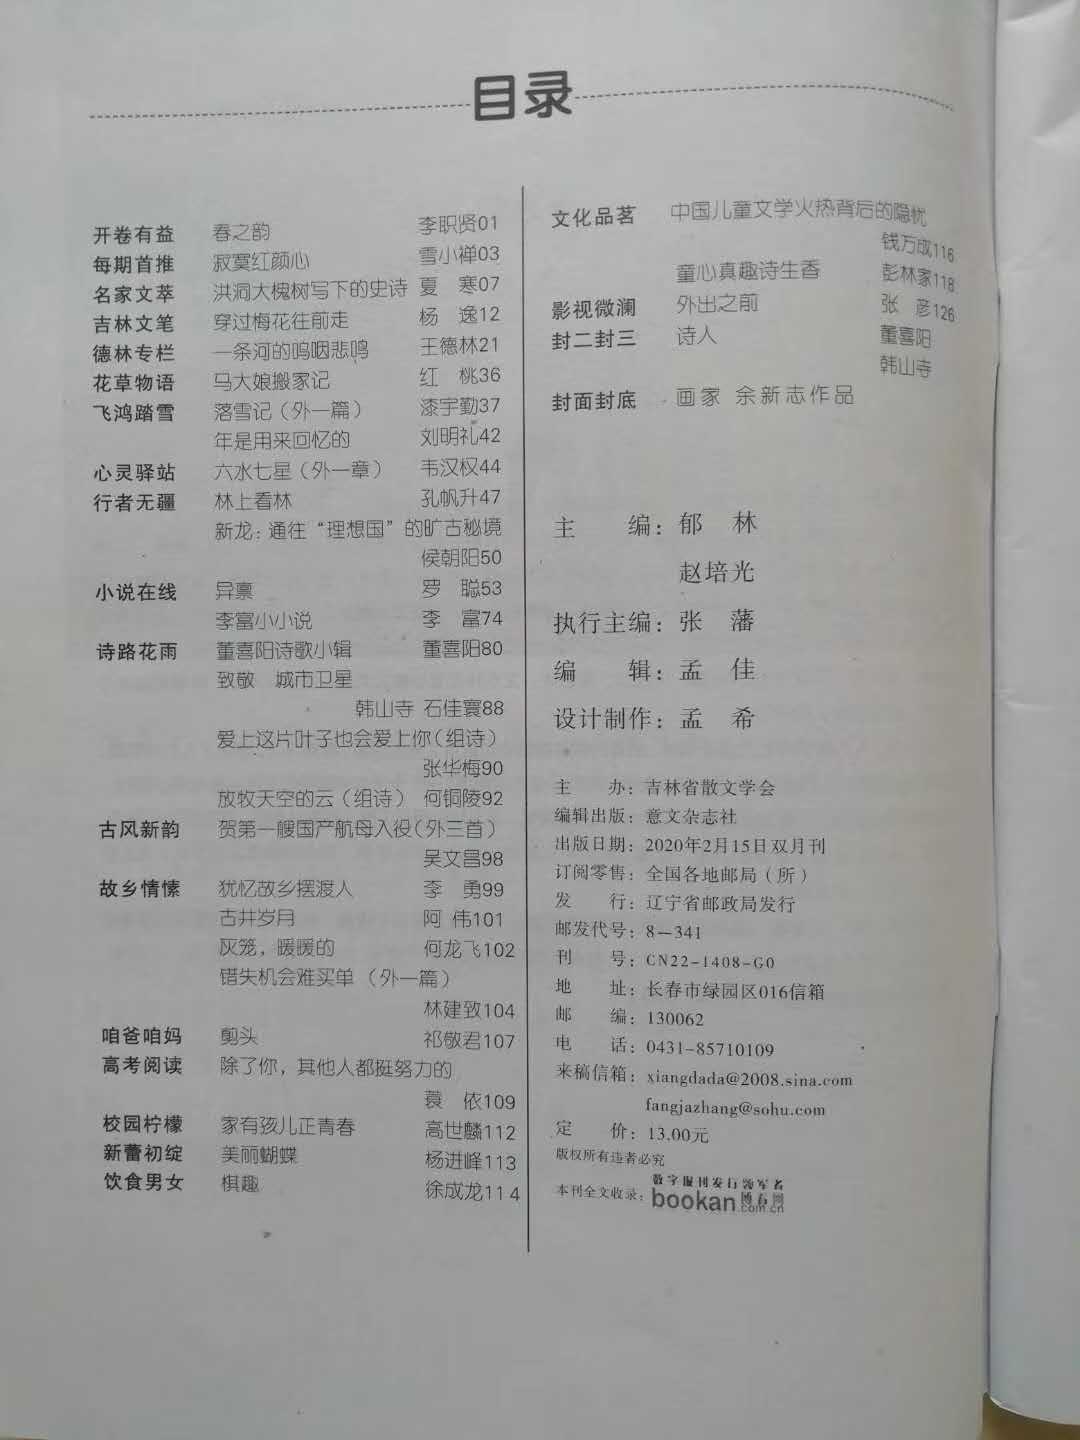 目录
开卷有益 春之韵 李职贤01
每期首推 寂寞红颜心 雪小禅03
名家文萃 洪洞大槐树写下的史诗 夏 寒07
吉林文笔 穿过梅花往前走 杨 逸12
德林专栏 一条河的呜咽悲鸣 王德林21
花草物语 马大娘搬家记 红 桃36
飞鸿踏雪 落雪记（外一篇） 漆宇勤37
年是用来回忆的 刘明礼42
心灵驿站 六水七星（外一章） 韦汉权44
行者无疆 林上看林 孔帆升47
新龙：通往“理想国”的旷古秘境
侯朝阳50
小说在线 异禀 罗 聪53
李富小小说 李 富74
诗路花雨 董喜阳诗歌小辑 董喜阳80
致敬 城市卫星
韩山寺 石佳寰88
爱上这片叶子也会爱上你（组诗）
张华梅90
放牧天空的云（组诗） 何铜陵92
古风新韵 贺第一艘国产航母入役（外三首）
吴文昌98
故乡情愫 犹忆故乡摆渡人 李 勇99
古井岁月 阿 伟101
灰笼，暖暖的 何龙飞102
错失机会难买单 （外一篇）
林建致104
咱爸咱妈 剪头 祁敬君107
高考阅读 除了你，其他人都挺努力的
蓑 依109
校园柠檬 家有孩儿正青春 高世麟112
新蕾初绽 美丽蝴蝶 杨进峰113
饮食男女 棋趣 徐成龙114
文化品茗 中国儿童文学火热背后的隐忧
钱万成116
童心真趣诗生香 彭林家118
影视微澜 外出之前 张 彦126
封二封三 诗人 董喜阳
韩山寺
封面封底 画家 余新志作品
主 编：郁 林
赵培光
执行主编：张 藩
编 辑：孟 佳
设计制作：孟 希
主 办：吉林省散文学会
编辑出版：意文杂志社
出版日期：2020年2月15日双月刊
订阅零售：全国各地邮局（所）
发 行：辽宁省邮政局发行
邮发代号：8—341
刊 号：CN22-1408-G0
地 址：长春市绿园区016信箱
邮 编：130062
电 话：0431-85710109
来稿信箱：xiangdada@2008.sina.com
fangjazhang@sohu.com
定 价：13.00元
版权所有违者必究
数字报刊发行领军者
本刊全文收录：bookan.com.cn